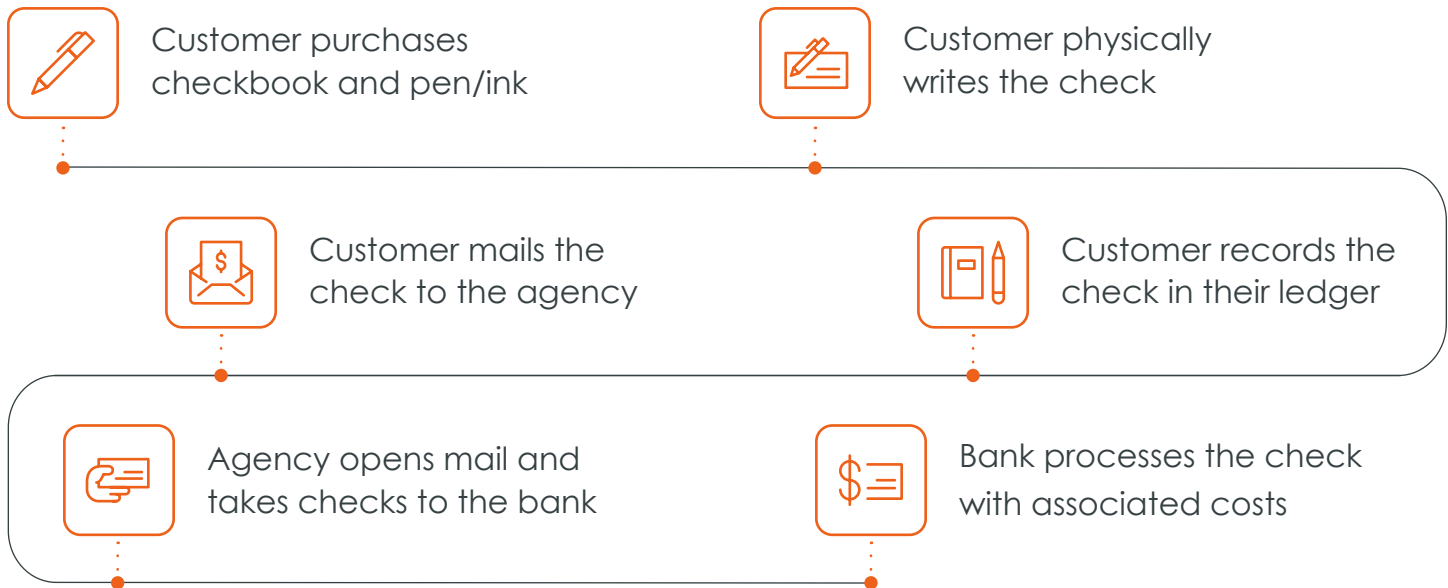 Customer purchases
checkbook and pen/ink
Customer physically
writes the check
Customer records the
check in their ledger
Customer mails the
check to the agency
Agency opens mail and
takes checks to the bank
Bank processes the check
with associated costs